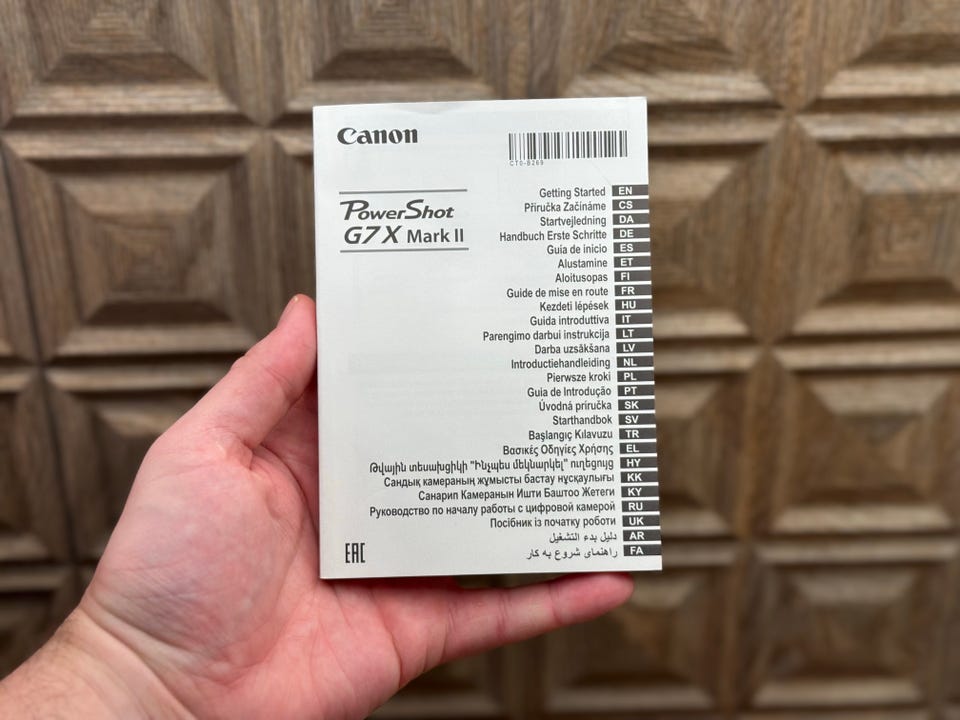 Canon
CT0-B269
PowerShot
G7 X Mark II
Getting Started EN
Příručka Začínáme CS
Startvejledning DA
Handbuch Erste Schritte DE
Guía de inicio ES
Alustamine ET
Aloitusopas FI
Guide de mise en route FR
Kezdeti lépések HU
Guida introduttiva IT
Parengimo darbui instrukcija LT
Darba uzsākšana LV
Introductiehandleiding NL
Pierwsze kroki PL
Guia de Introdução PT
Úvodná príručka SK
Starthandbok SV
Başlangıç Kılavuzu TR
Βασικές Οδηγίες Χρήσης EL
Թվային տեսախցիկի "Ինչպես մեկնարկել" ուղեցույց HY
Сандық камераның жұмысты бастау нұсқаулығы KK
Санарип Камеранын Ишти Баштоо Жетеги KY
Руководство по началу работы с цифровой камерой RU
Посібник із початку роботи UK
دليل بدء التشغيل AR
راهنمای شروع به کار FA
EAC